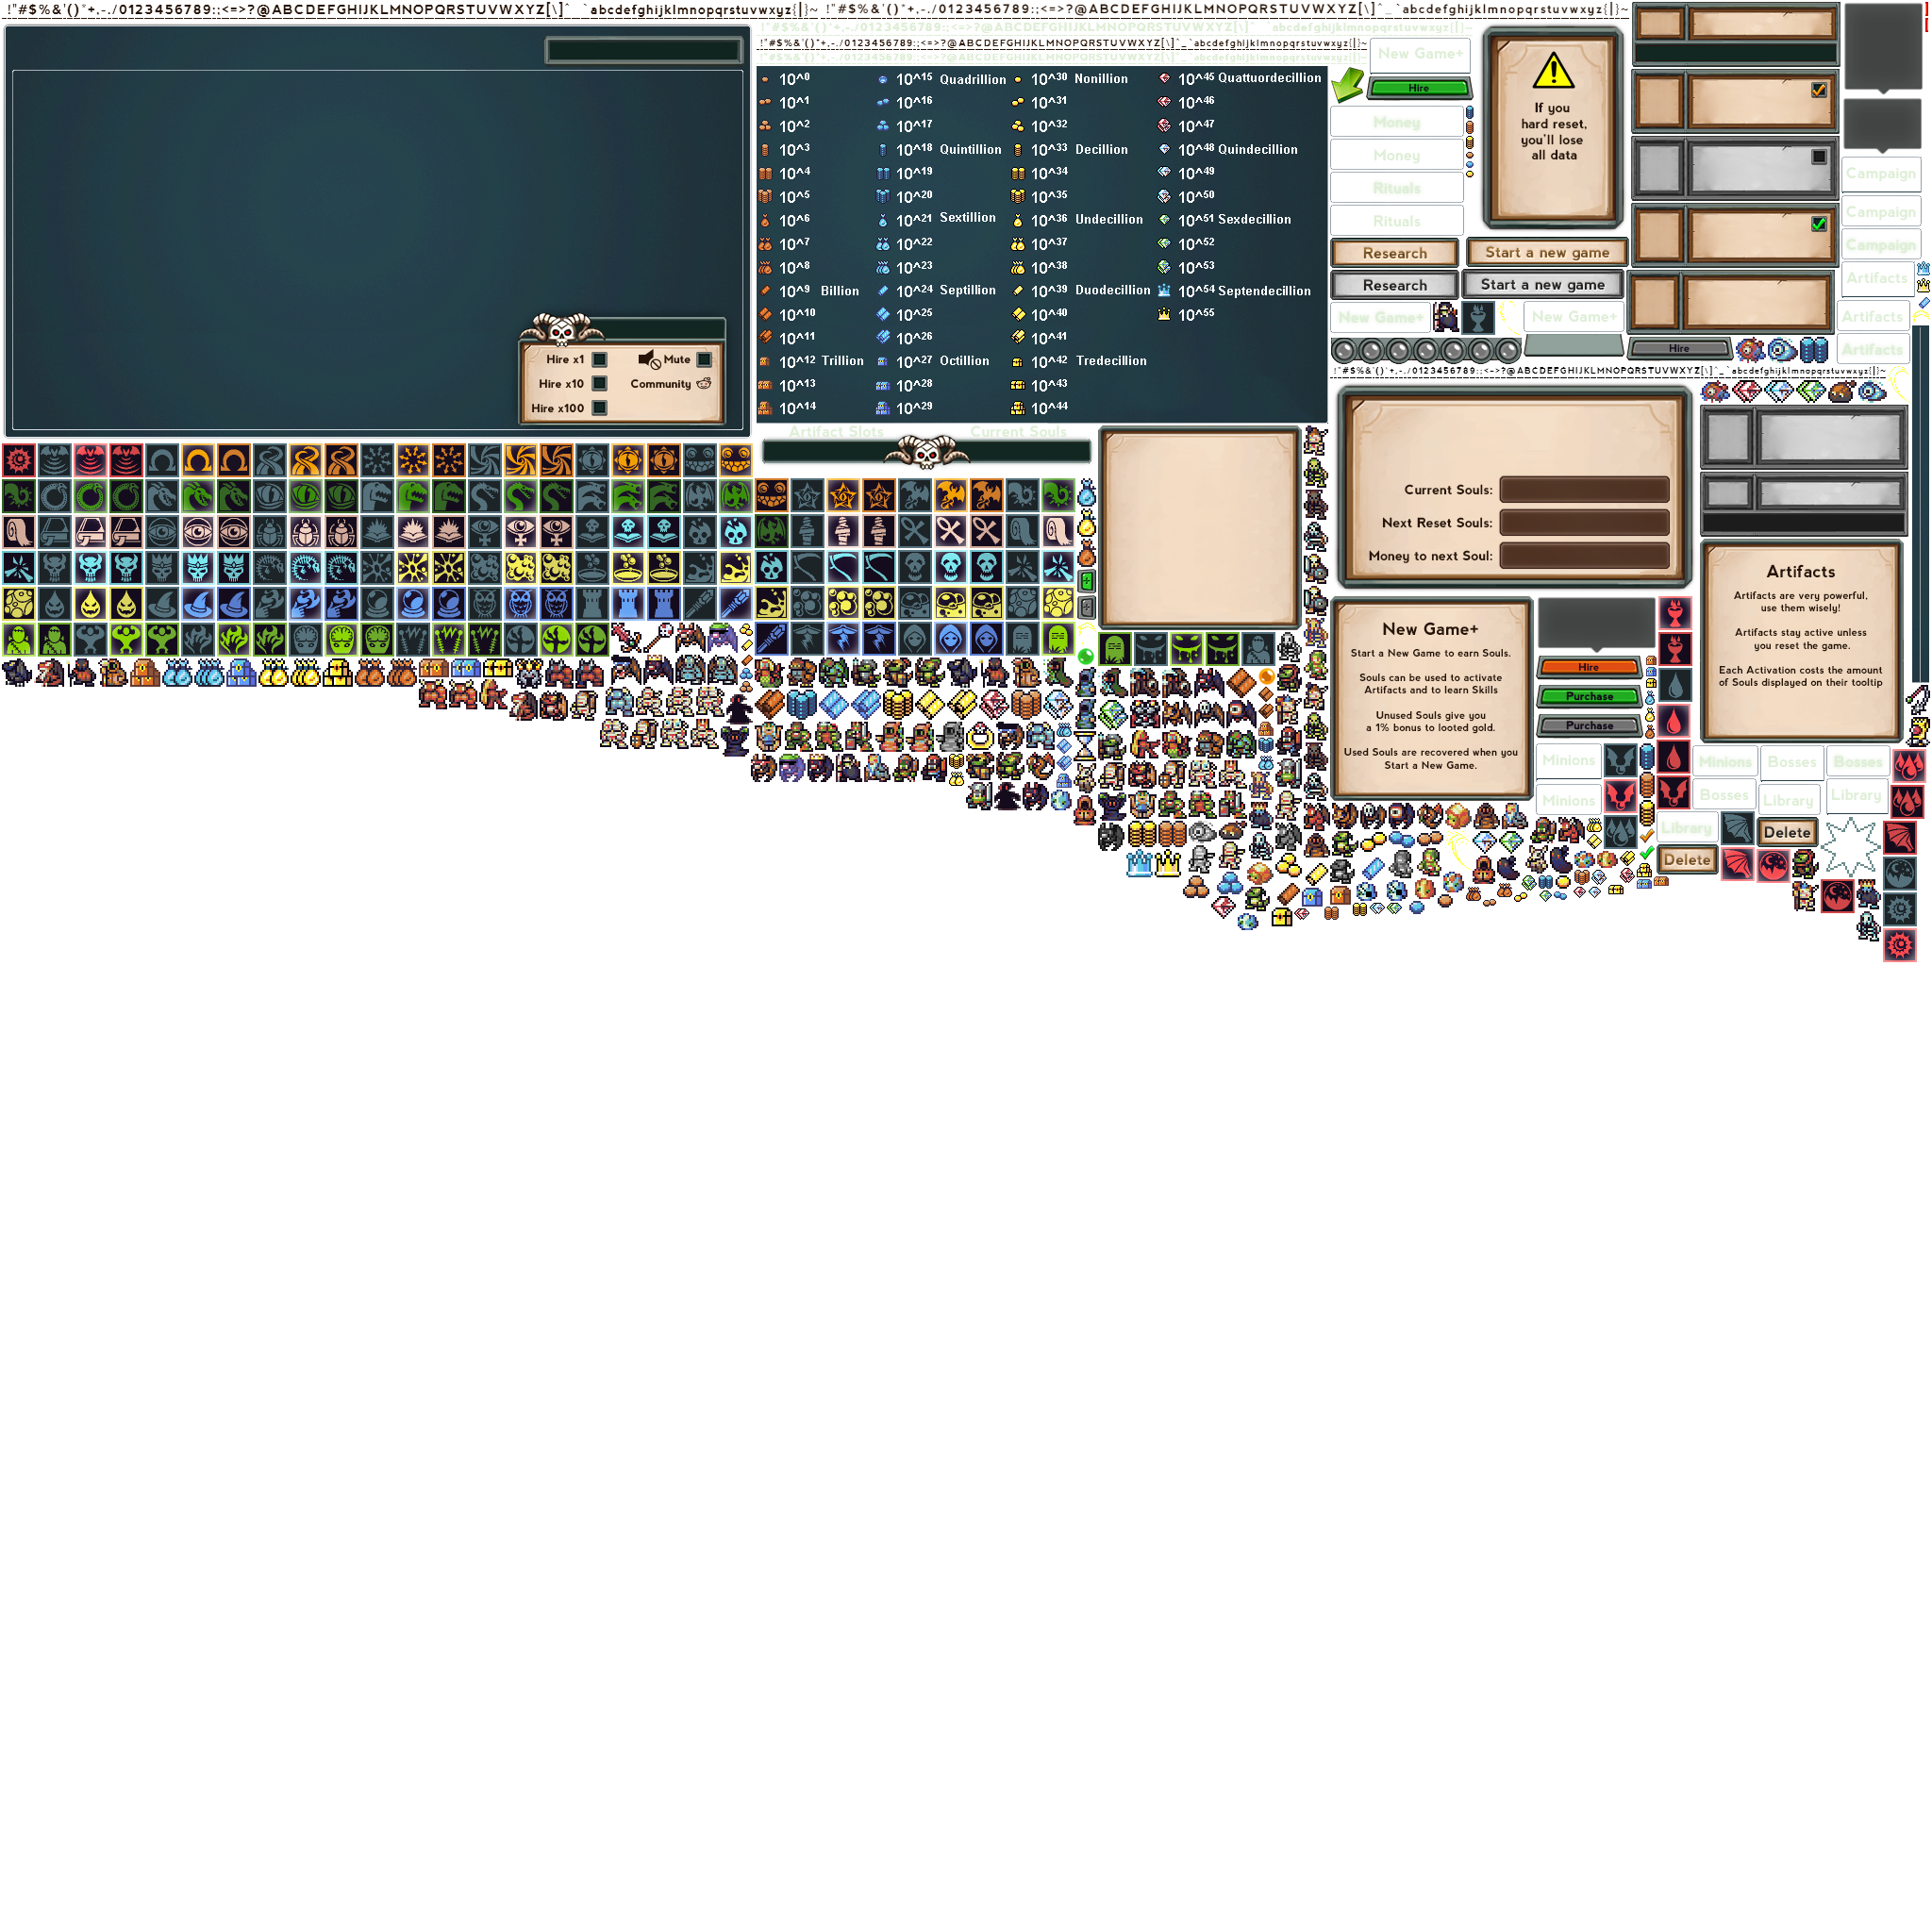 !"#$%&'()*+,-./0123456789:;<=>?@ABCDEFGHIJKLMNOPQRSTUVWXYZ[\]^ `abcdefghijklmnopqrstuvwxyz{|}~
!"#$%&'()*+,-./0123456789:;<=>?@ABCDEFGHIJKLMNOPQRSTUVWXYZ[\]^_`abcdefghijklmnopqrstuvwxyz{|}~
!"#$%&'()*+,-./0123456789:;<=>?@ABCDEFGHIJKLMNOPQRSTUVWXYZ[\] abcdefghijklmnopqrstuvwxyz{|}~
!"#$%&'()*+,-./0123456789:;<=>?@ABCDEFGHIJKLMNOPQRSTUVWXYZ[\]^_`abcdefghijklmnopqrstuvwxyz{|}~
10^0
10^1
10^2
10^3
10^4
10^5
10^6
10^7
10^8
10^9 Billion
10^10
10^11
10^12 Trillion
10^13
10^14
10^15 Quadrillion
10^16
10^17
10^18 Quintillion
10^19
10^20
10^21 Sextillion
10^22
10^23
10^24 Septillion
10^25
10^26
10^27 Octillion
10^28
10^29
10^30 Nonillion
10^31
10^32
10^33 Decillion
10^34
10^35
10^36 Undecillion
10^37
10^38
10^39 Duodecillion
10^40
10^41
10^42 Tredecillion
10^43
10^44
10^45 Quattuordecillion
10^46
10^47
10^48 Quindecillion
10^49
10^50
10^51 Sexdecillion
10^52
10^53
10^54 Septendecillion
10^55
New Game+
Hire
Money
Money
Rituals
Rituals
Research
Start a new game
Research
Start a new game
New Game+
New Game+
Hire
If you
hard reset,
you'll lose
all data
Campaign
Campaign
Campaign
Artifacts
Artifacts
Artifacts
!"#$%&'()*+,-./0123456789:;<=>?@ABCDEFGHIJKLMNOPQRSTUVWXYZ[\]^_`abcdefghijklmnopqrstuvwxyz{|}~
Hire x1
Mute
Hire x10
Community
Hire x100
Artifact Slots
Current Souls
Current Souls:
Next Reset Souls:
Money to next Soul:
New Game+
Start a New Game to earn Souls.
Souls can be used to activate
Artifacts and to learn Skills
Unused Souls give you
a 1% bonus to looted gold.
Used Souls are recovered when you
Start a New Game.
Artifacts
Artifacts are very powerful,
use them wisely!
Artifacts stay active unless
you reset the game.
Each Activation costs the amount
of Souls displayed on their tooltip
Hire
Purchase
Purchase
Minions
Minions
Bosses
Bosses
Minions
Bosses
Library
Library
Library
Delete
Delete